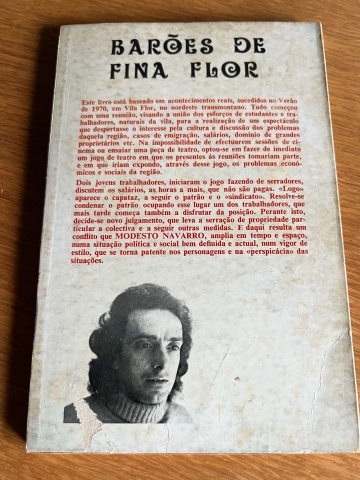 BARÕES DE
FINA FLOR
Este livro está baseado em acontecimentos reais, sucedidos no Verão
de 1970, em Vila Flor, no nordeste transmontano. Tudo começou
com uma reunião, visando a união dos esforços de estudantes e tra-
balhadores, naturais da vila, para a realização de um espectáculo
que despertasse o interesse pela cultura e discussão dos problemas
daquela região, casos de emigração, salários, domínio de grandes
proprietários etc. Na impossibilidade de efectuarem sessões de ci-
nema ou ensaiar uma peça de teatro, optou-se em fazer de imediato
um jogo de teatro em que os presentes às reuniões tomariam parte,
e em que iriam expondo, através desse jogo, os problemas econó-
micos e sociais da região.
Dois jovens trabalhadores, iniciaram o jogo fazendo de serradores,
discutem os salários, as horas a mais, que não são pagas. «Logo»
aparece o capataz, a seguir o patrão e o «sindicato». Resolve-se
condenar o patrão ocupando esse lugar um dos trabalhadores, que
mais tarde começa também a disfrutar da posição. Perante isto,
decide-se novo julgamento, que leva a serração de propriedade par-
ticular a colectiva e a seguir outras medidas. E daqui resulta um
conflito que MODESTO NAVARRO, amplia em tempo e espaço,
numa situação política e social bem definida e actual, num vigor de
estilo, que se torna patente nos personagens e na «perspicácia» das
situações.